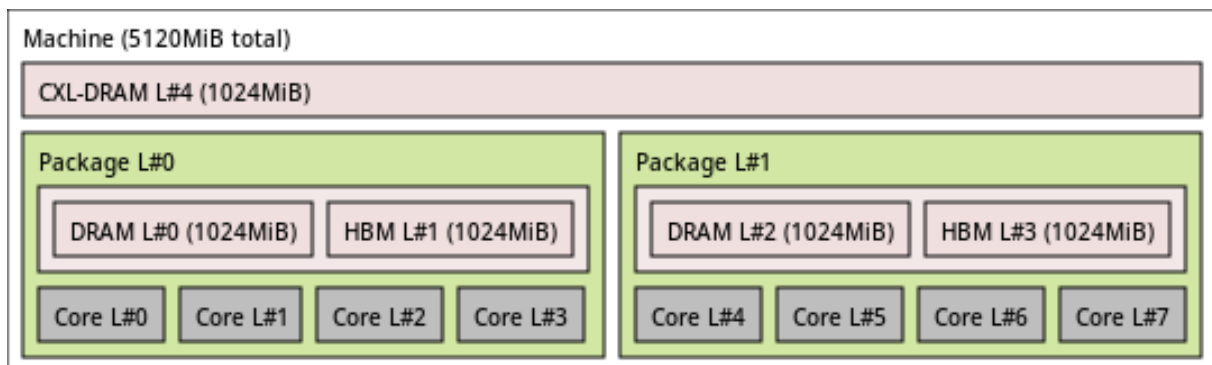 Machine (5120MiB total)
CXL-DRAM L#4 (1024MiB)
Package L#0
DRAM L#0 (1024MiB)
HBM L#1 (1024MiB)
Core L#0
Core L#1
Core L#2
Core L#3
Package L#1
DRAM L#2 (1024MiB)
HBM L#3 (1024MiB)
Core L#4
Core L#5
Core L#6
Core L#7